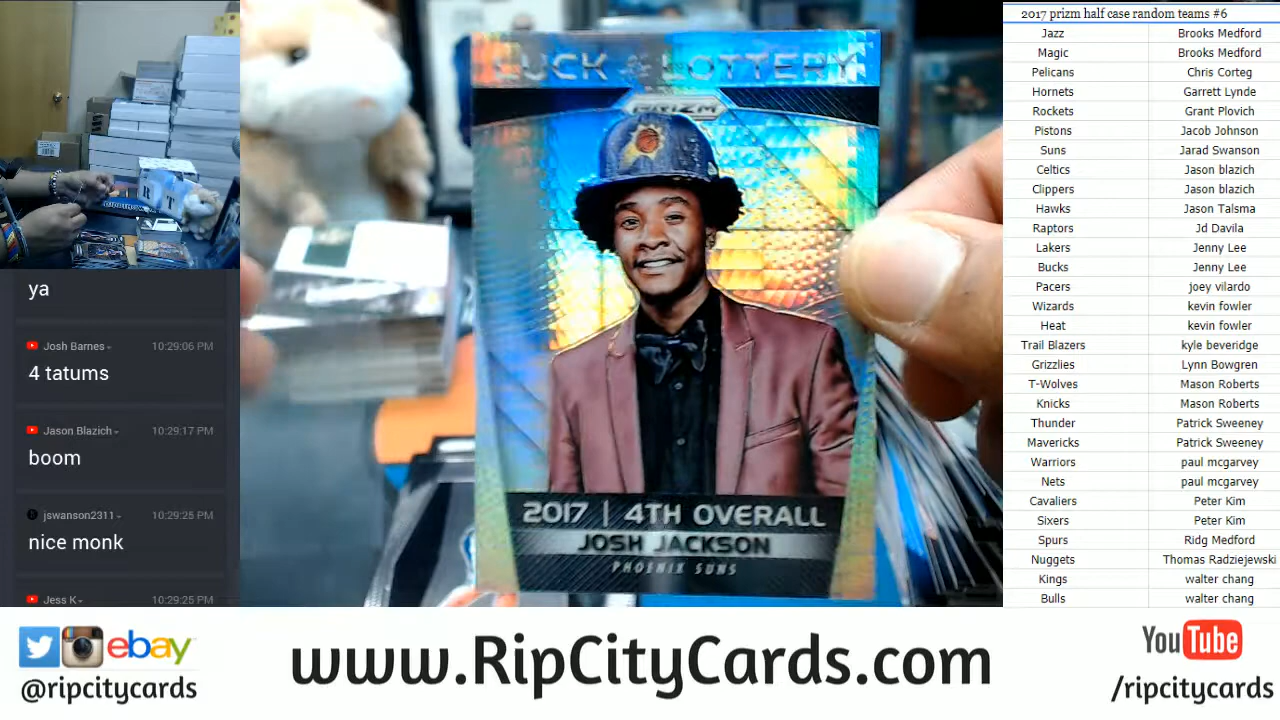 ya
Josh Barnes 10:29:06 PM
4 tatums
Jason Blazich 10:29:17 PM
boom
jswanson2311 10:29:25 PM
nice monk
Jess K 10:29:25 PM
LUCK OF THE LOTTERY
PRIZM
2017 | 4TH OVERALL
JOSH JACKSON
PHOENIX SUNS
2017 prizm half case random teams #6
Jazz Brooks Medford
Magic Brooks Medford
Pelicans Chris Corteg
Hornets Garrett Lynde
Rockets Grant Plovich
Pistons Jacob Johnson
Suns Jarad Swanson
Celtics Jason blazich
Clippers Jason blazich
Hawks Jason Talsma
Raptors Jd Davila
Lakers Jenny Lee
Bucks Jenny Lee
Pacers joey vilardo
Wizards kevin fowler
Heat kevin fowler
Trail Blazers kyle beveridge
Grizzlies Lynn Bowgren
T-Wolves Mason Roberts
Knicks Mason Roberts
Thunder Patrick Sweeney
Mavericks Patrick Sweeney
Warriors paul mcgarvey
Nets paul mcgarvey
Cavaliers Peter Kim
Sixers Peter Kim
Spurs Ridg Medford
Nuggets Thomas Radziejewski
Kings walter chang
Bulls walter chang
ebay
@ripcitycards
www.RipCityCards.com
YouTube
/ripcitycards